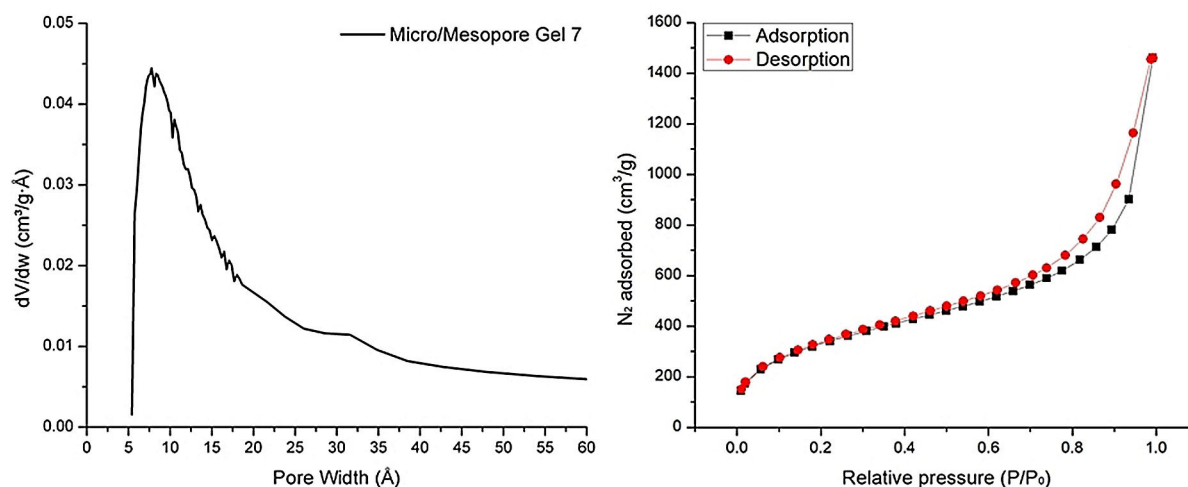 Micro/Mesopore Gel 7
0.05
0.04
0.03
0.02
0.01
0.00
dV/dw (cm³/g·Å)
0 5 10 15 20 25 30 35 40 45 50 55 60
Pore Width (Å)
Adsorption
Desorption
1600
1400
1200
1000
800
600
400
200
0
N₂ adsorbed (cm³/g)
0.0 0.2 0.4 0.6 0.8 1.0
Relative pressure (P/P₀)